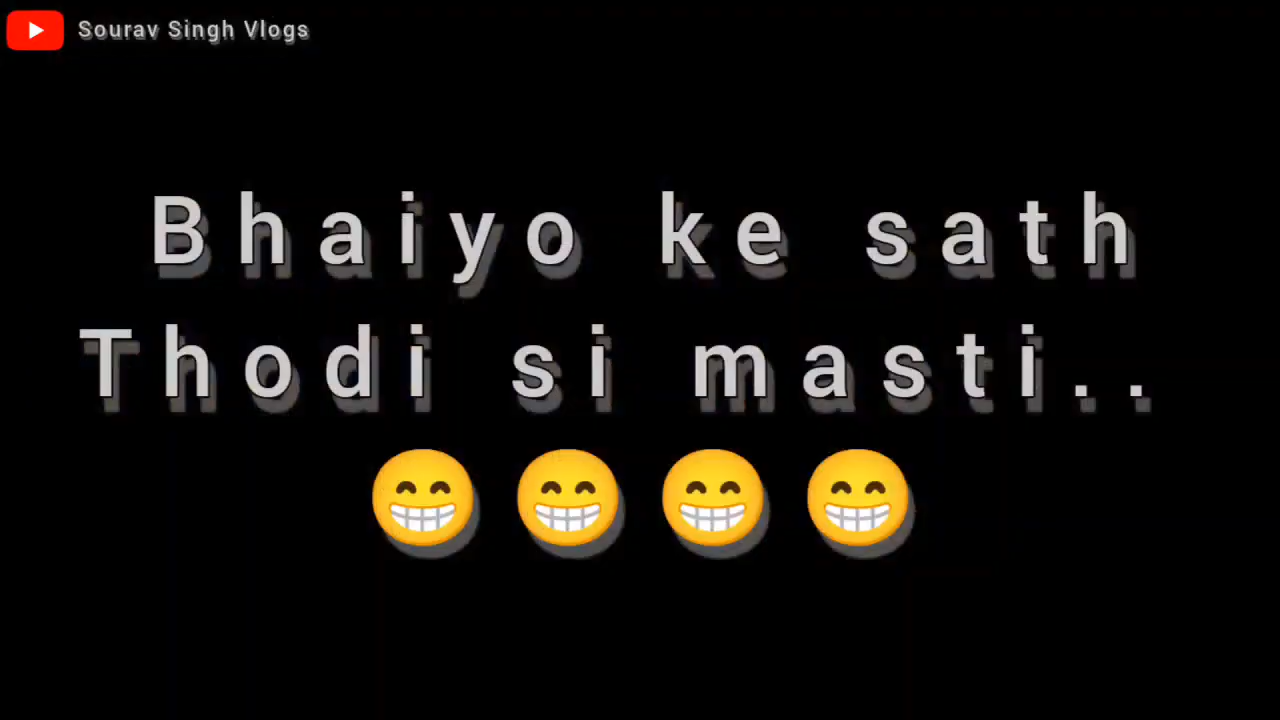 Sourav Singh Vlogs
Bhaiyo ke sath
Thodi si masti..
😁 😁 😁 😁